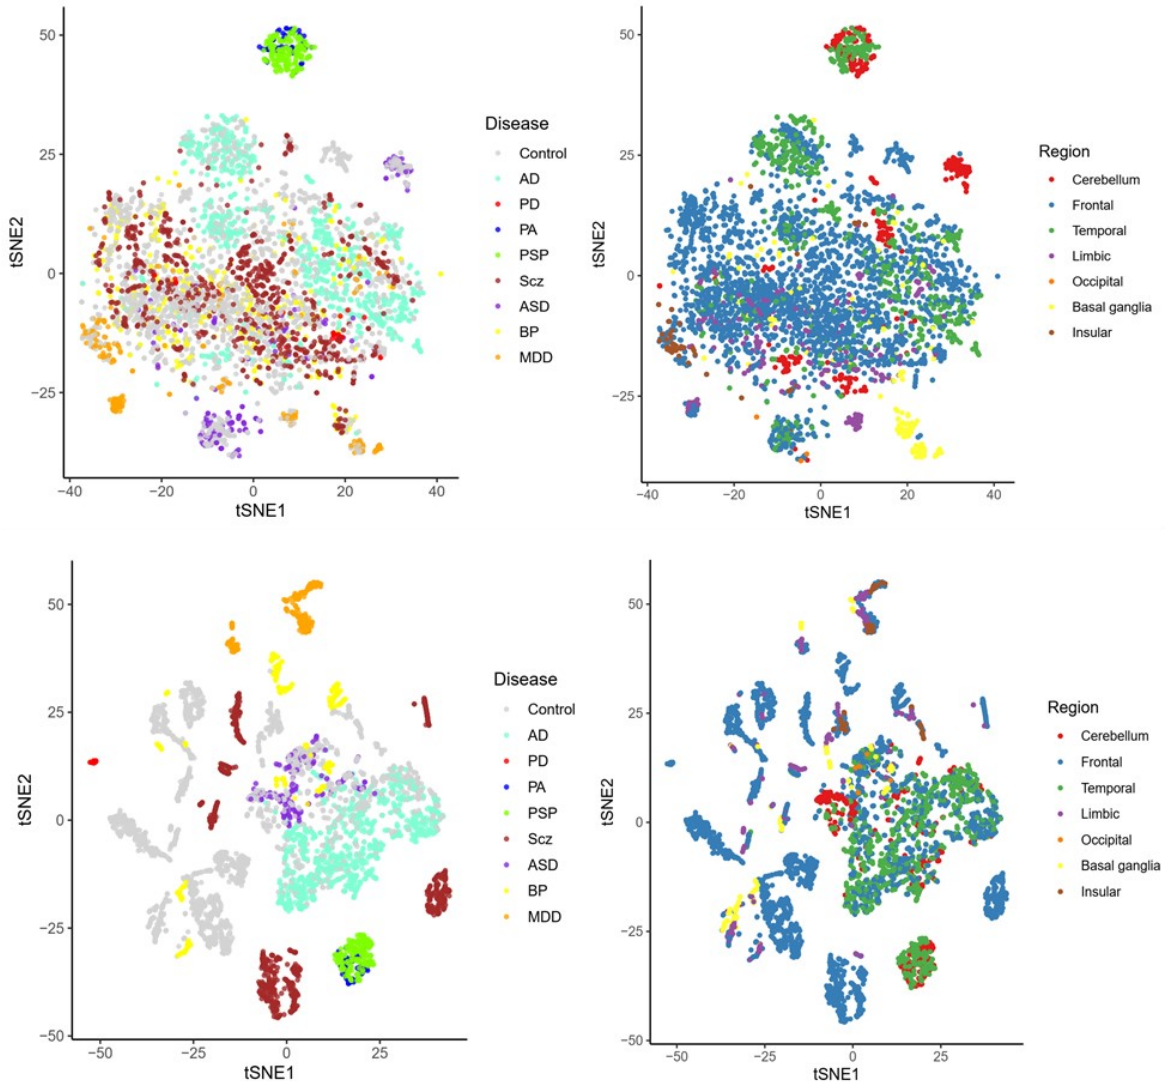 50
25
0
−25
tSNE2
−40
−20
0
20
40
tSNE1
Disease
Control
AD
PD
PA
PSP
Scz
ASD
BP
MDD
50
25
0
−25
tSNE2
−40
−20
0
20
40
tSNE1
Region
Cerebellum
Frontal
Temporal
Limbic
Occipital
Basal ganglia
Insular
50
25
0
−25
−50
tSNE2
−50
−25
0
25
tSNE1
Disease
Control
AD
PD
PA
PSP
Scz
ASD
BP
MDD
50
25
0
−25
−50
tSNE2
−50
−25
0
25
tSNE1
Region
Cerebellum
Frontal
Temporal
Limbic
Occipital
Basal ganglia
Insular